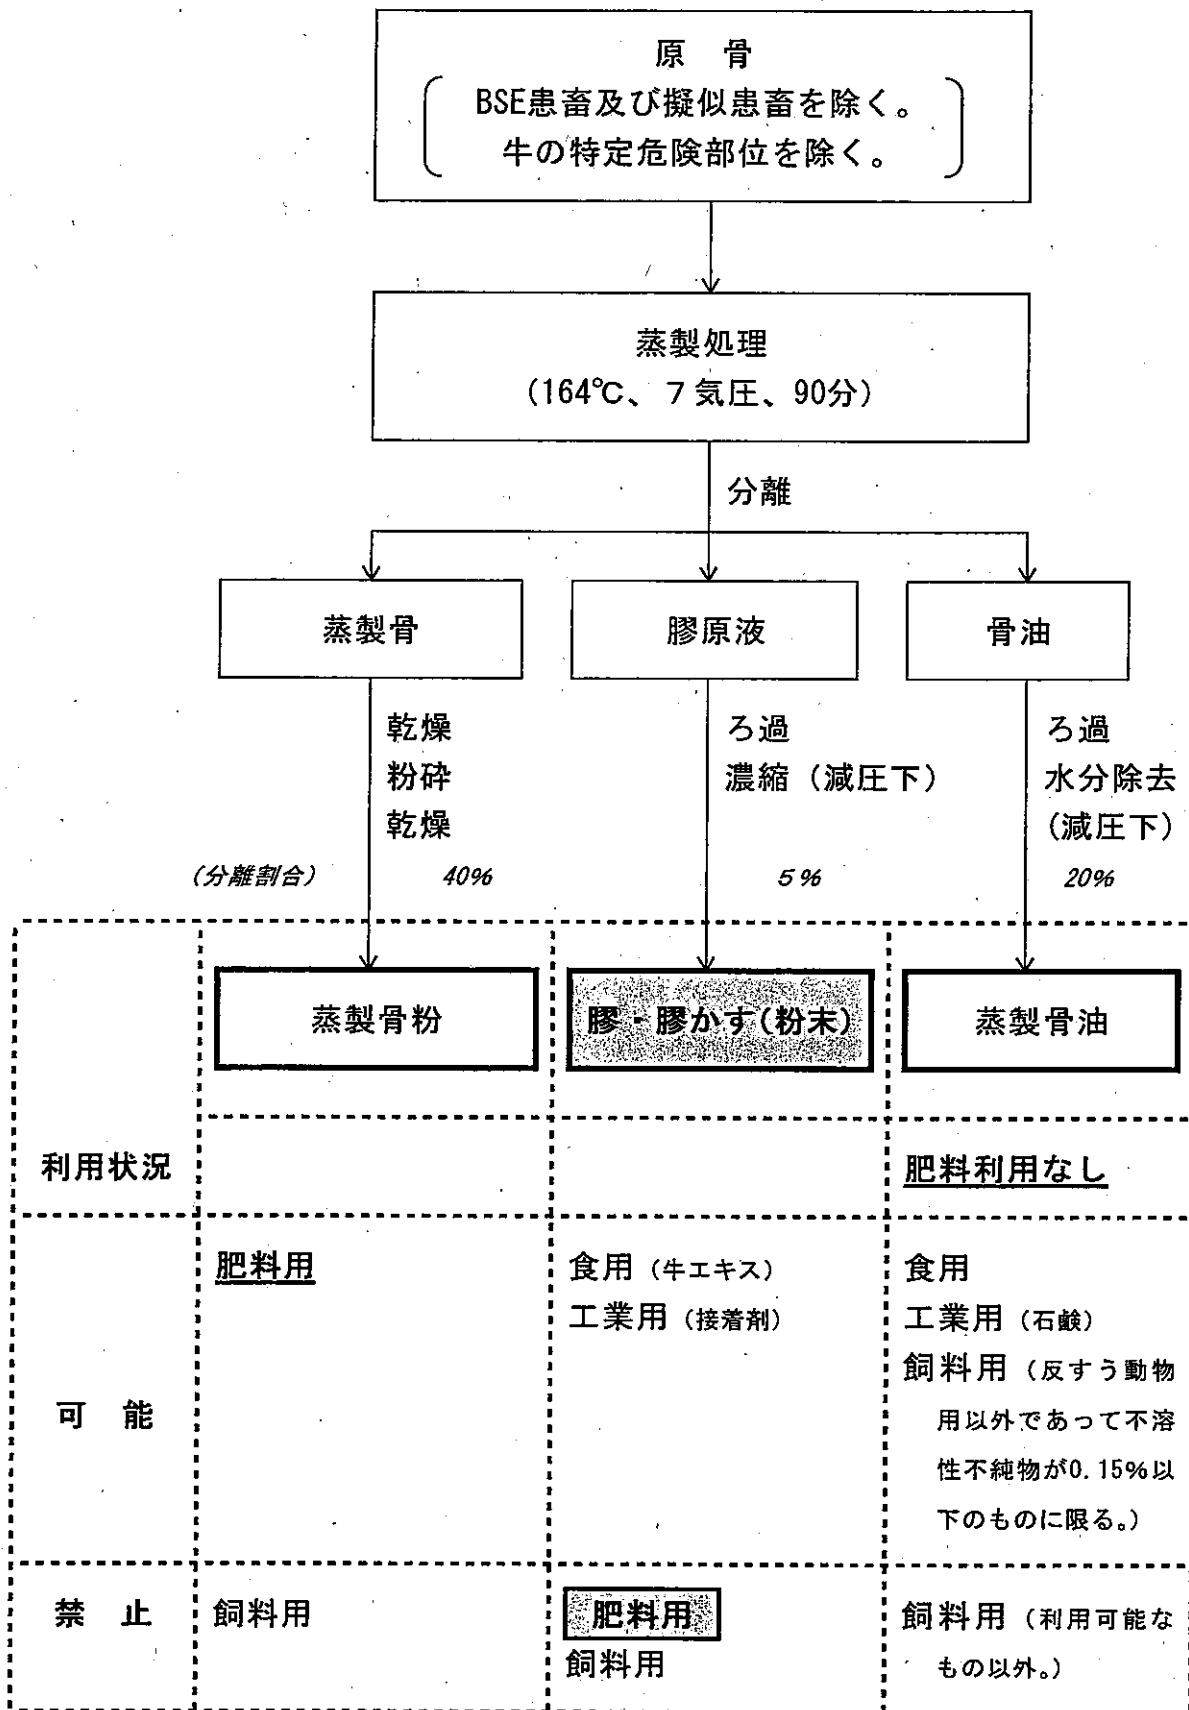 原　骨
BSE患畜及び擬似患畜を除く。
牛の特定危険部位を除く。
蒸製処理
(164℃、７気圧、90分)
分離
蒸製骨
膠原液
骨油
乾燥
粉砕
乾燥
ろ過
濃縮（減圧下）
ろ過
水分除去
(減圧下)
(分離割合)
40%
5%
20%
蒸製骨粉
膠・膠かす(粉末)
蒸製骨油
利用状況
肥料利用なし
可　能
肥料用
食用（牛エキス）
工業用（接着剤）
食用
工業用（石鹸）
飼料用（反すう動物
用以外であって不溶
性不純物が0.15%以
下のものに限る。）
禁　止
飼料用
肥料用
飼料用
飼料用（利用可能な
もの以外。）